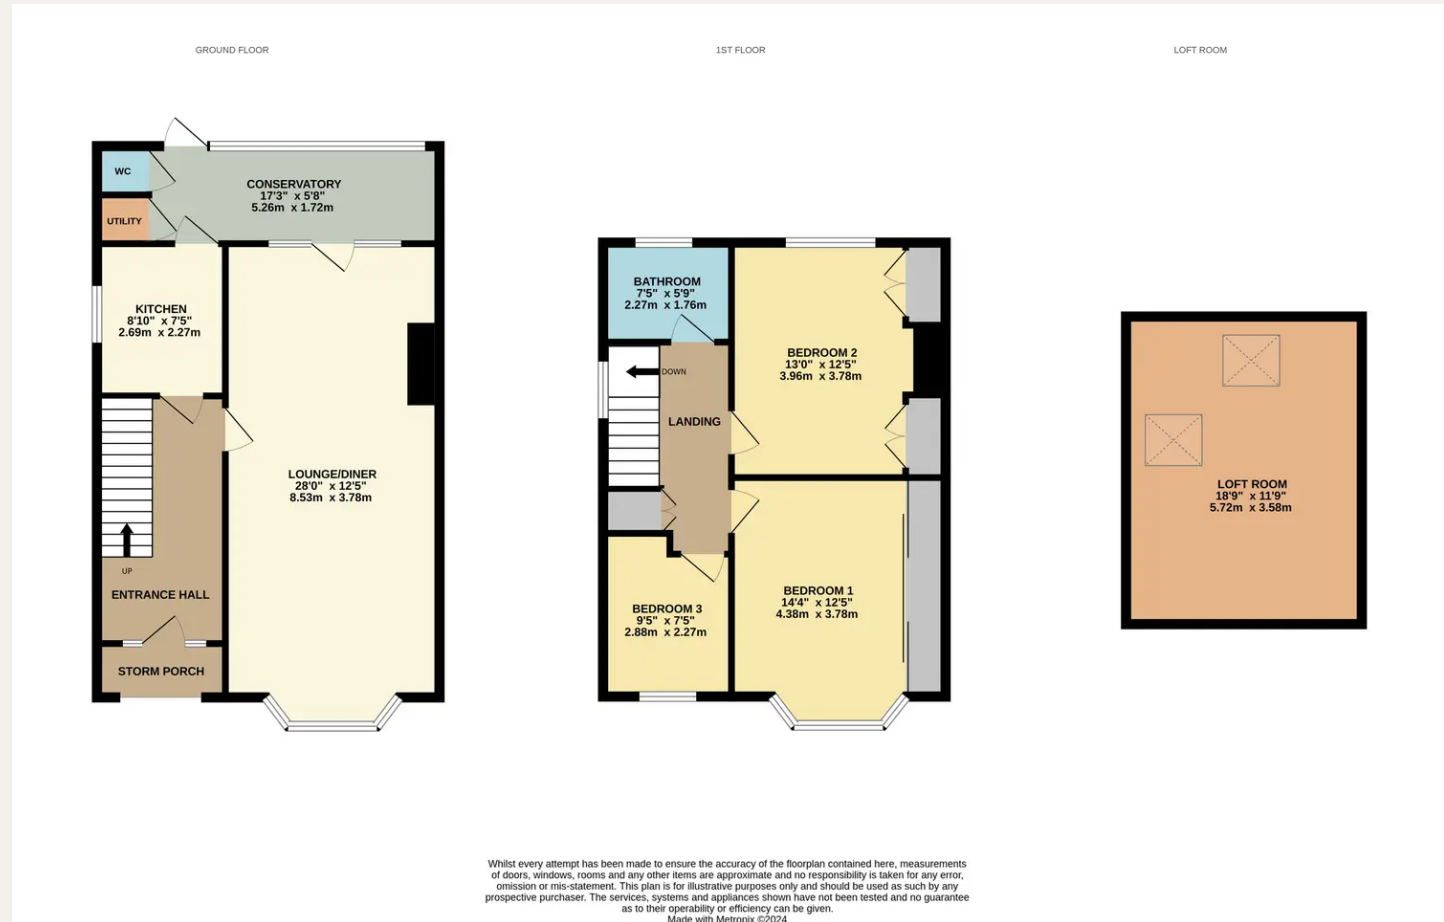 GROUND FLOOR
1ST FLOOR
LOFT ROOM
WC
UTILITY
CONSERVATORY
17'3" x 5'8"
5.26m x 1.72m
KITCHEN
8'10" x 7'5"
2.69m x 2.27m
LOUNGE/DINER
28'0" x 12'5"
8.53m x 3.78m
UP
ENTRANCE HALL
STORM PORCH
BATHROOM
7'5" x 5'9"
2.27m x 1.76m
BEDROOM 2
13'0" x 12'5"
3.96m x 3.78m
DOWN
LANDING
BEDROOM 3
9'5" x 7'5"
2.88m x 2.27m
BEDROOM 1
14'4" x 12'5"
4.38m x 3.78m
LOFT ROOM
18'9" x 11'9"
5.72m x 3.58m
Whilst every attempt has been made to ensure the accuracy of the floorplan contained here, measurements
of doors, windows, rooms and any other items are approximate and no responsibility is taken for any error,
omission or mis-statement. This plan is for illustrative purposes only and should be used as such by any
prospective purchaser. The services, systems and appliances shown have not been tested and no guarantee
as to their operability or efficiency can be given.
Made with Metropix ©2024